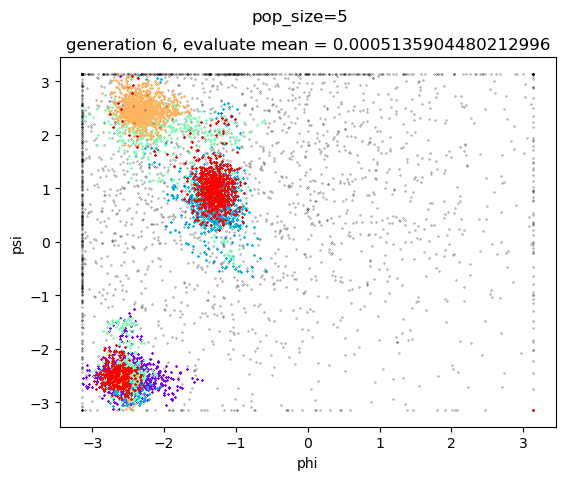 pop_size=5
generation 6, evaluate mean = 0.0005135904480212996
3
2
1
0
−1
−2
−3
psi
−3 −2 −1 0 1 2 3
phi